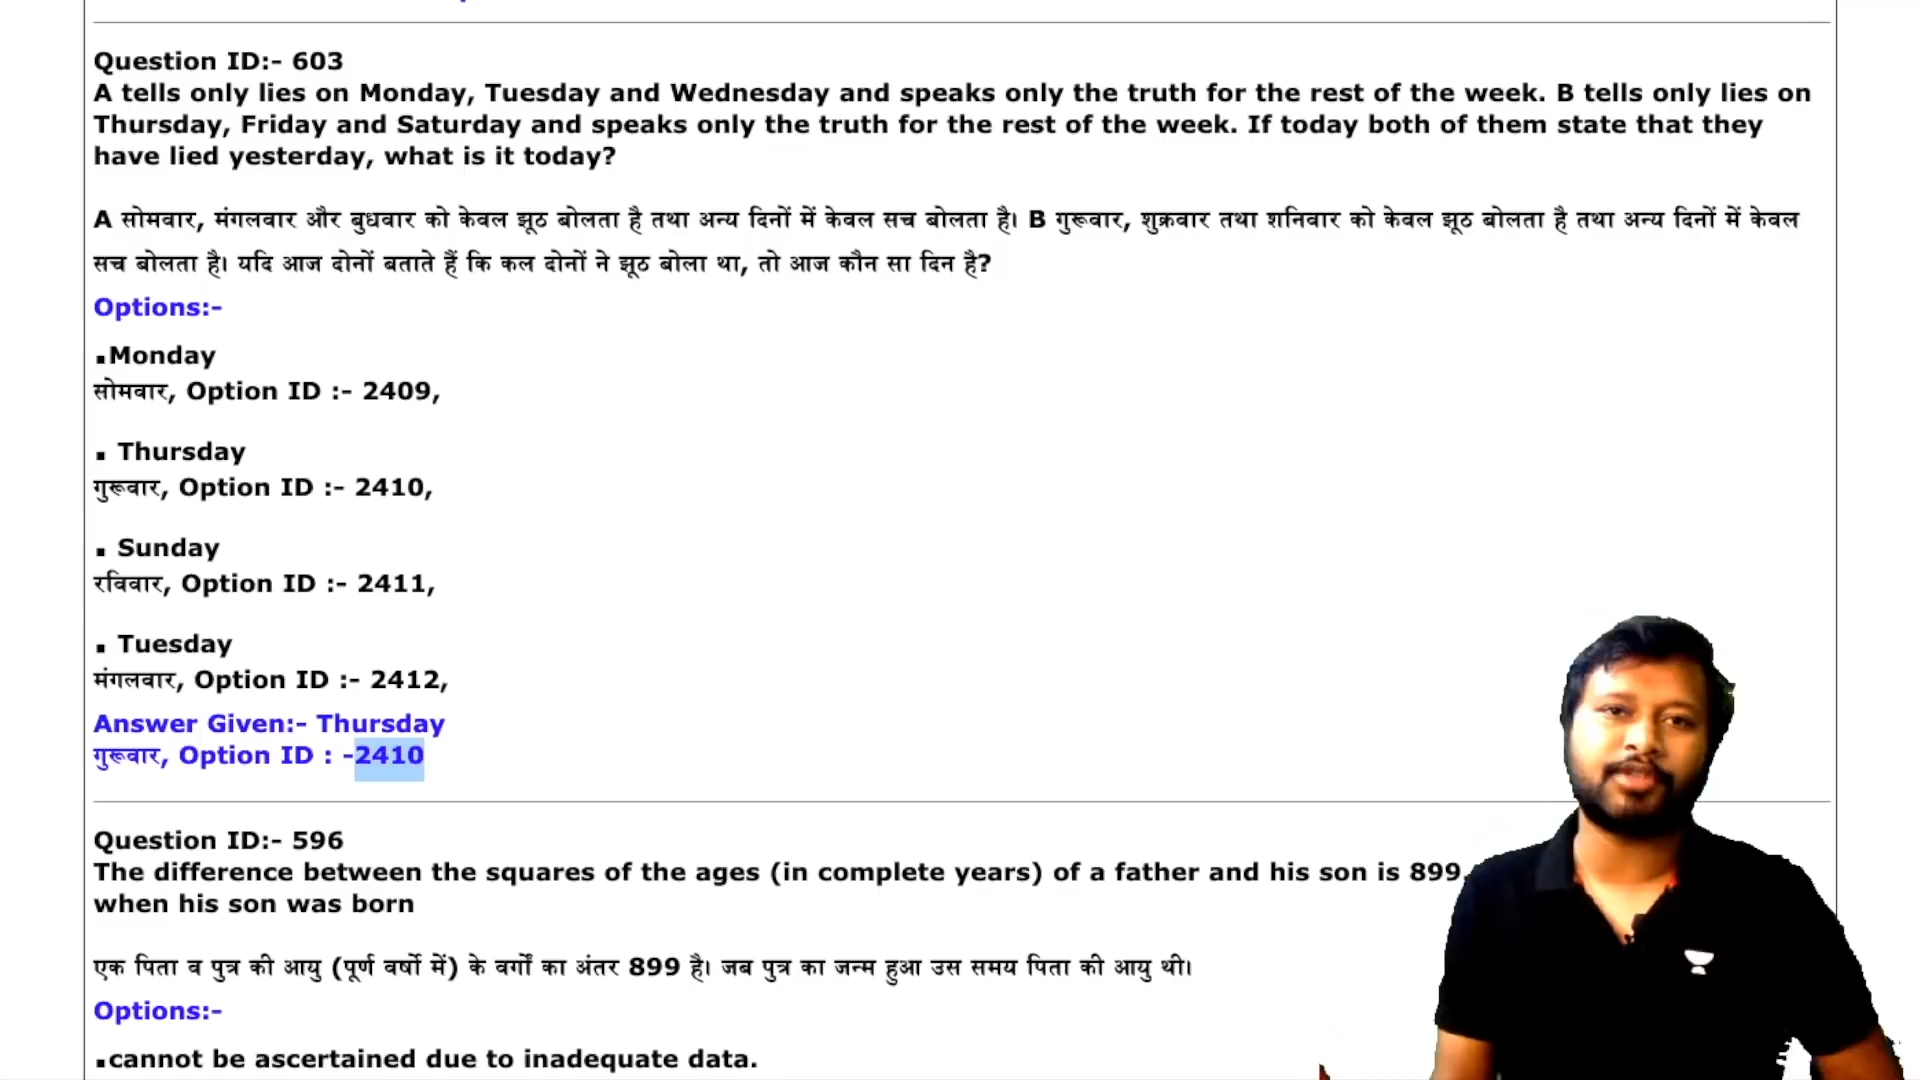 Question ID:- 603
A tells only lies on Monday, Tuesday and Wednesday and speaks only the truth for the rest of the week. B tells only lies on
Thursday, Friday and Saturday and speaks only the truth for the rest of the week. If today both of them state that they
have lied yesterday, what is it today?
A सोमवार, मंगलवार और बुधवार को केवल झूठ बोलता है तथा अन्य दिनों में केवल सच बोलता है। B गुरूवार, शुक्रवार तथा शनिवार को केवल झूठ बोलता है तथा अन्य दिनों में केवल
सच बोलता है। यदि आज दोनों बताते हैं कि कल दोनों ने झूठ बोला था, तो आज कौन सा दिन है?
Options:-
▪Monday
सोमवार, Option ID :- 2409,
▪ Thursday
गुरूवार, Option ID :- 2410,
▪ Sunday
रविवार, Option ID :- 2411,
▪ Tuesday
मंगलवार, Option ID :- 2412,
Answer Given:- Thursday
गुरूवार, Option ID : -2410
Question ID:- 596
The difference between the squares of the ages (in complete years) of a father and his son is 899
when his son was born
एक पिता व पुत्र की आयु (पूर्ण वर्षो में) के वर्गों का अंतर 899 है। जब पुत्र का जन्म हुआ उस समय पिता की आयु थी।
Options:-
▪cannot be ascertained due to inadequate data.